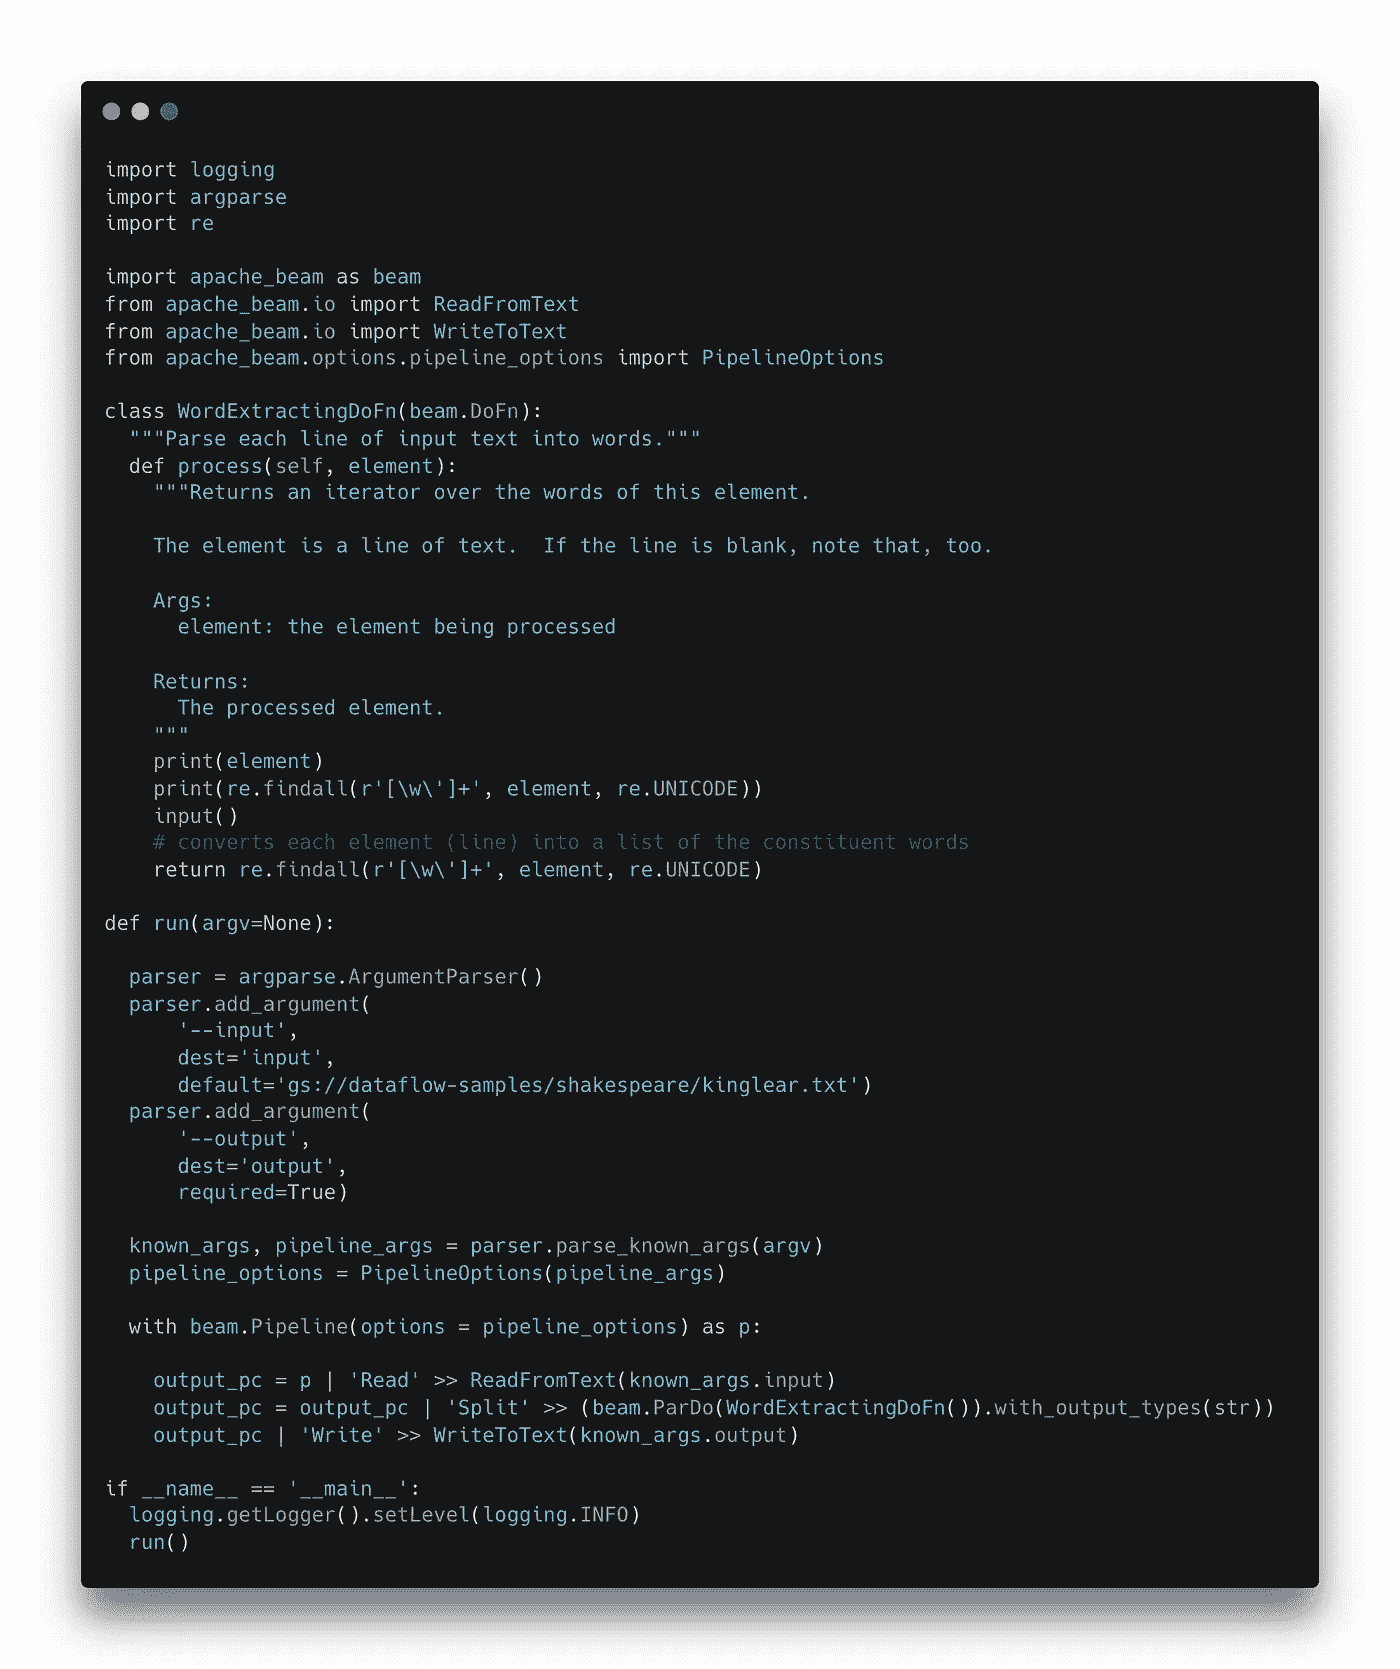 import logging
import argparse
import re

import apache_beam as beam
from apache_beam.io import ReadFromText
from apache_beam.io import WriteToText
from apache_beam.options.pipeline_options import PipelineOptions

class WordExtractingDoFn(beam.DoFn):
  """Parse each line of input text into words."""
  def process(self, element):
    """Returns an iterator over the words of this element.

    The element is a line of text.  If the line is blank, note that, too.

    Args:
      element: the element being processed

    Returns:
      The processed element.
    """
    print(element)
    print(re.findall(r'[\w\']+', element, re.UNICODE))
    input()
    # converts each element (line) into a list of the constituent words
    return re.findall(r'[\w\']+', element, re.UNICODE)

def run(argv=None):

  parser = argparse.ArgumentParser()
  parser.add_argument(
      '--input',
      dest='input',
      default='gs://dataflow-samples/shakespeare/kinglear.txt')
  parser.add_argument(
      '--output',
      dest='output',
      required=True)

  known_args, pipeline_args = parser.parse_known_args(argv)
  pipeline_options = PipelineOptions(pipeline_args)

  with beam.Pipeline(options = pipeline_options) as p:

    output_pc = p | 'Read' >> ReadFromText(known_args.input)
    output_pc = output_pc | 'Split' >> (beam.ParDo(WordExtractingDoFn()).with_output_types(str))
    output_pc | 'Write' >> WriteToText(known_args.output)

if __name__ == '__main__':
  logging.getLogger().setLevel(logging.INFO)
  run()